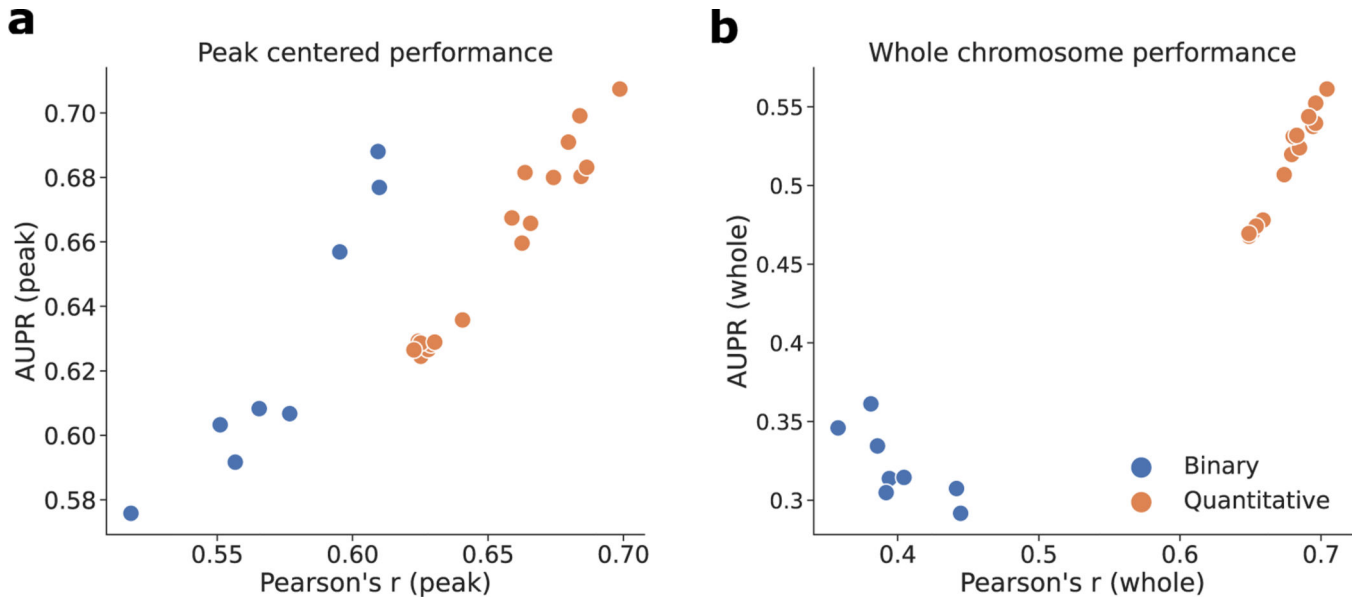 a
Peak centered performance
AUPR (peak)
0.70
0.68
0.66
0.64
0.62
0.60
0.58
0.55
0.60
0.65
0.70
Pearson's r (peak)
b
Whole chromosome performance
AUPR (whole)
0.55
0.5
0.45
0.4
0.35
0.3
Binary
Quantitative
0.4
0.5
0.6
0.7
Pearson's r (whole)